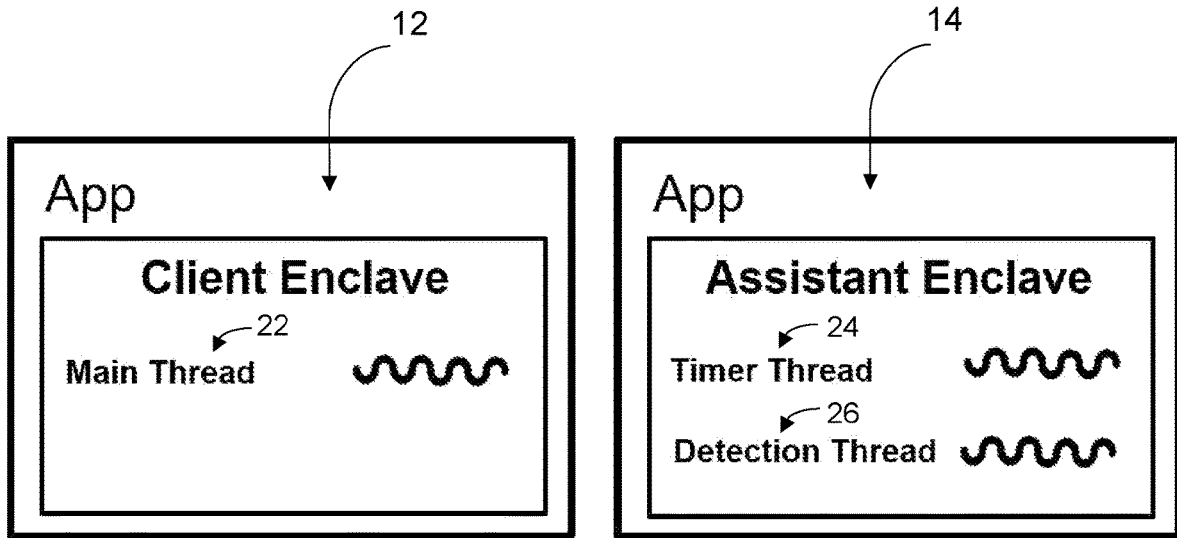 12
App
Client Enclave
22
Main Thread
14
App
Assistant Enclave
24
Timer Thread
26
Detection Thread